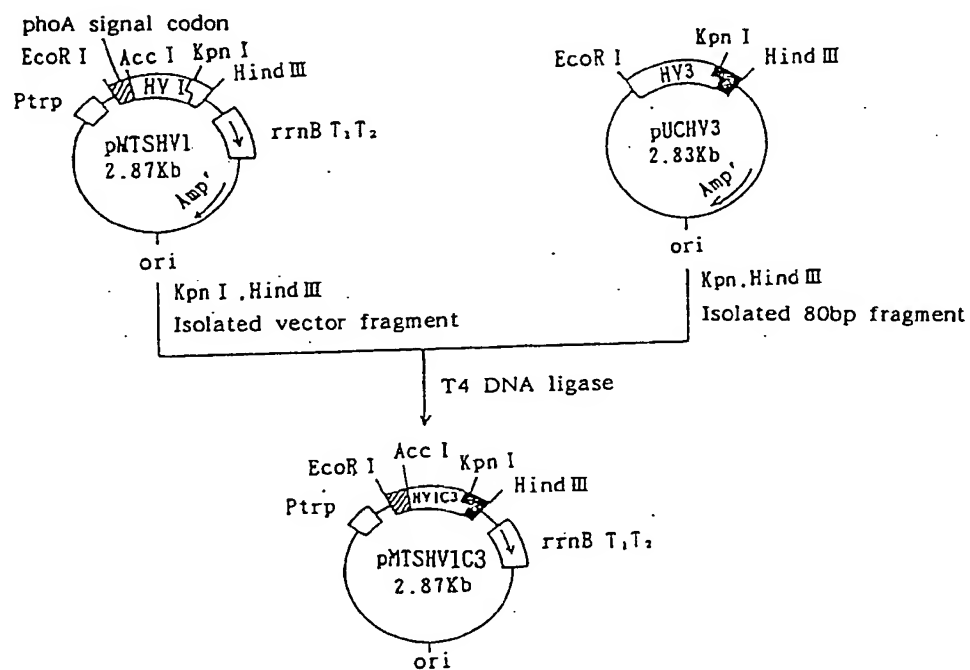 phoA signal codon
EcoR I
Acc I
Kpn I
Hind III
Ptrp
HV I
rrnB T₁T₂
pMTSHV1
2.87Kb
Ampʳ
ori
Kpn I .Hind III
Isolated vector fragment
EcoR I
Kpn I
Hind III
HV3
pUCHV3
2.83Kb
Ampʳ
ori
Kpn.Hind III
Isolated 80bp fragment
T4 DNA ligase
EcoR I
Acc I
Kpn I
Hind III
Ptrp
HV1C3
rrnB T₁T₂
pMTSHV1C3
2.87Kb
ori